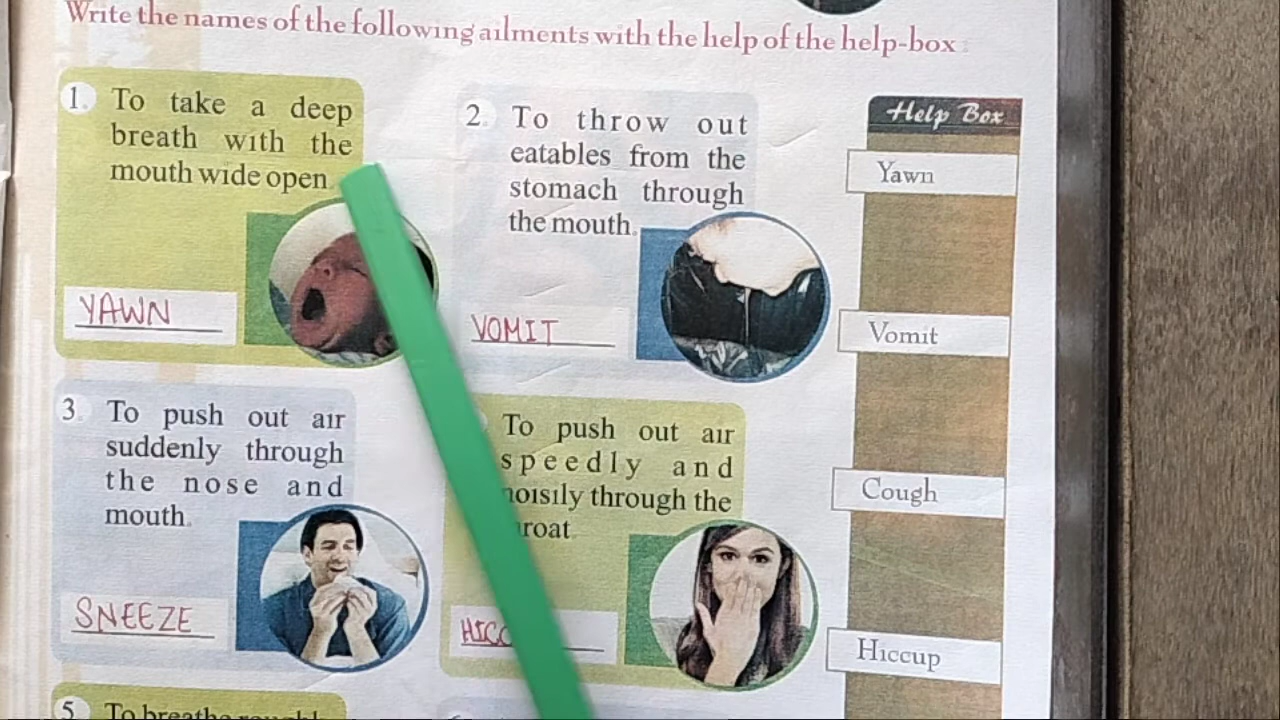 Write the names of the following ailments with the help of the help-box
1. To take a deep
breath with the
mouth wide open.
YAWN
2. To throw out
eatables from the
stomach through
the mouth.
VOMIT
3. To push out air
suddenly through
the nose and
mouth.
SNEEZE
To push out air
speedly and
noisily through the
HICC
Help Box
Yawn
Vomit
Cough
Hiccup
5. To breathe